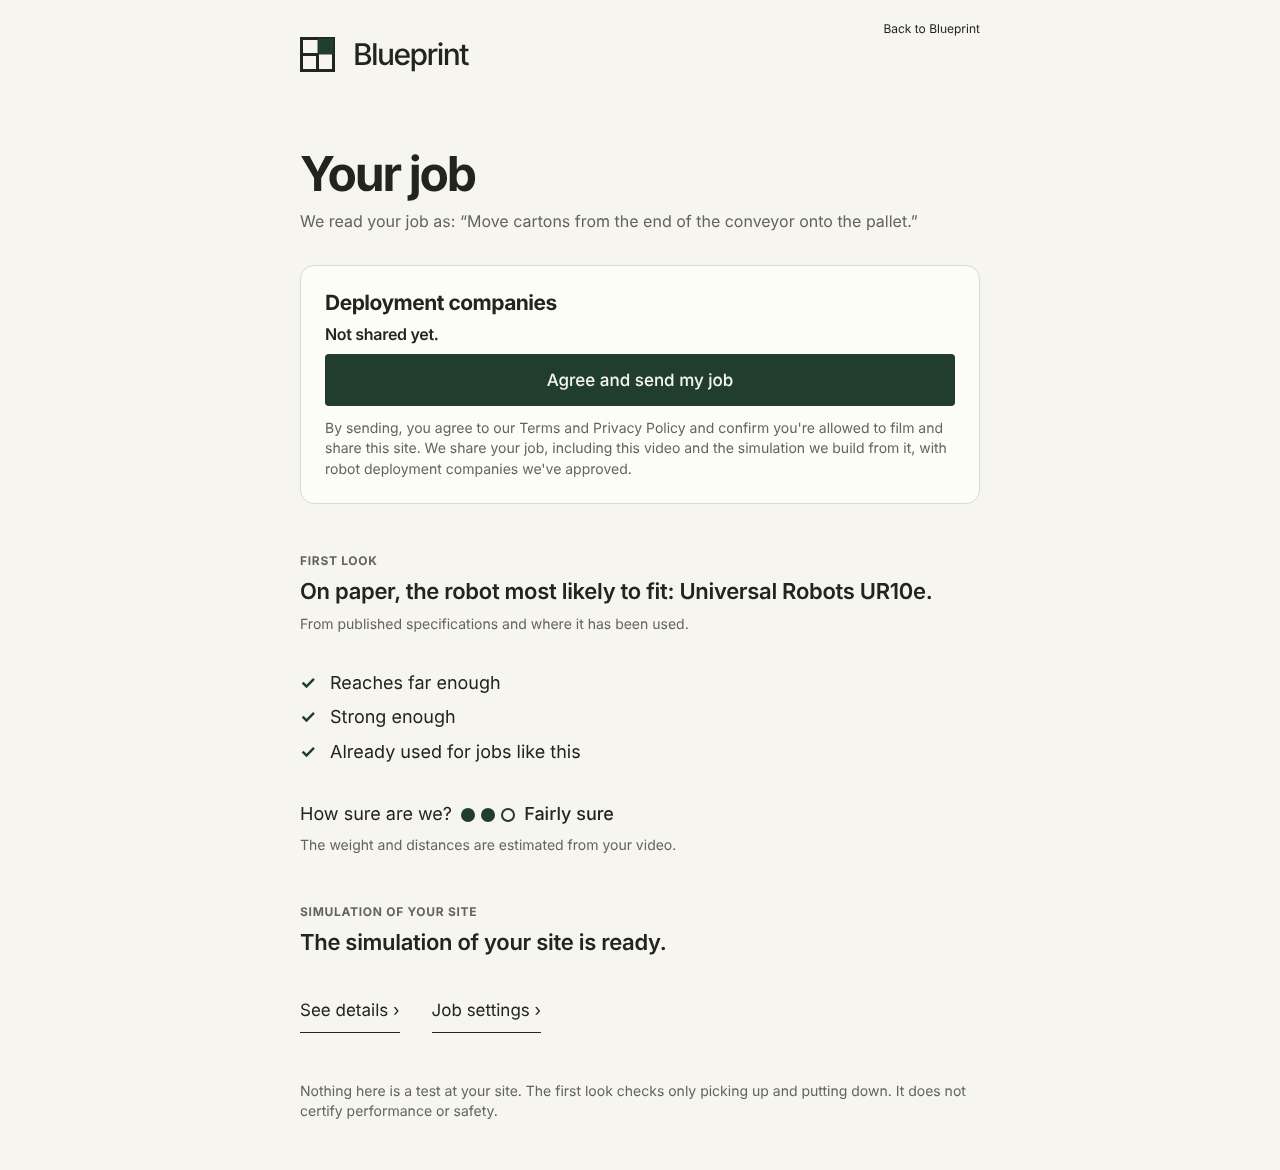 Back to Blueprint
Blueprint
Your job
We read your job as: “Move cartons from the end of the conveyor onto the pallet.”
Deployment companies
Not shared yet.
Agree and send my job
By sending, you agree to our Terms and Privacy Policy and confirm you're allowed to film and
share this site. We share your job, including this video and the simulation we build from it, with
robot deployment companies we've approved.
FIRST LOOK
On paper, the robot most likely to fit: Universal Robots UR10e.
From published specifications and where it has been used.
Reaches far enough
Strong enough
Already used for jobs like this
How sure are we? Fairly sure
The weight and distances are estimated from your video.
SIMULATION OF YOUR SITE
The simulation of your site is ready.
See details › Job settings ›
Nothing here is a test at your site. The first look checks only picking up and putting down. It does not
certify performance or safety.